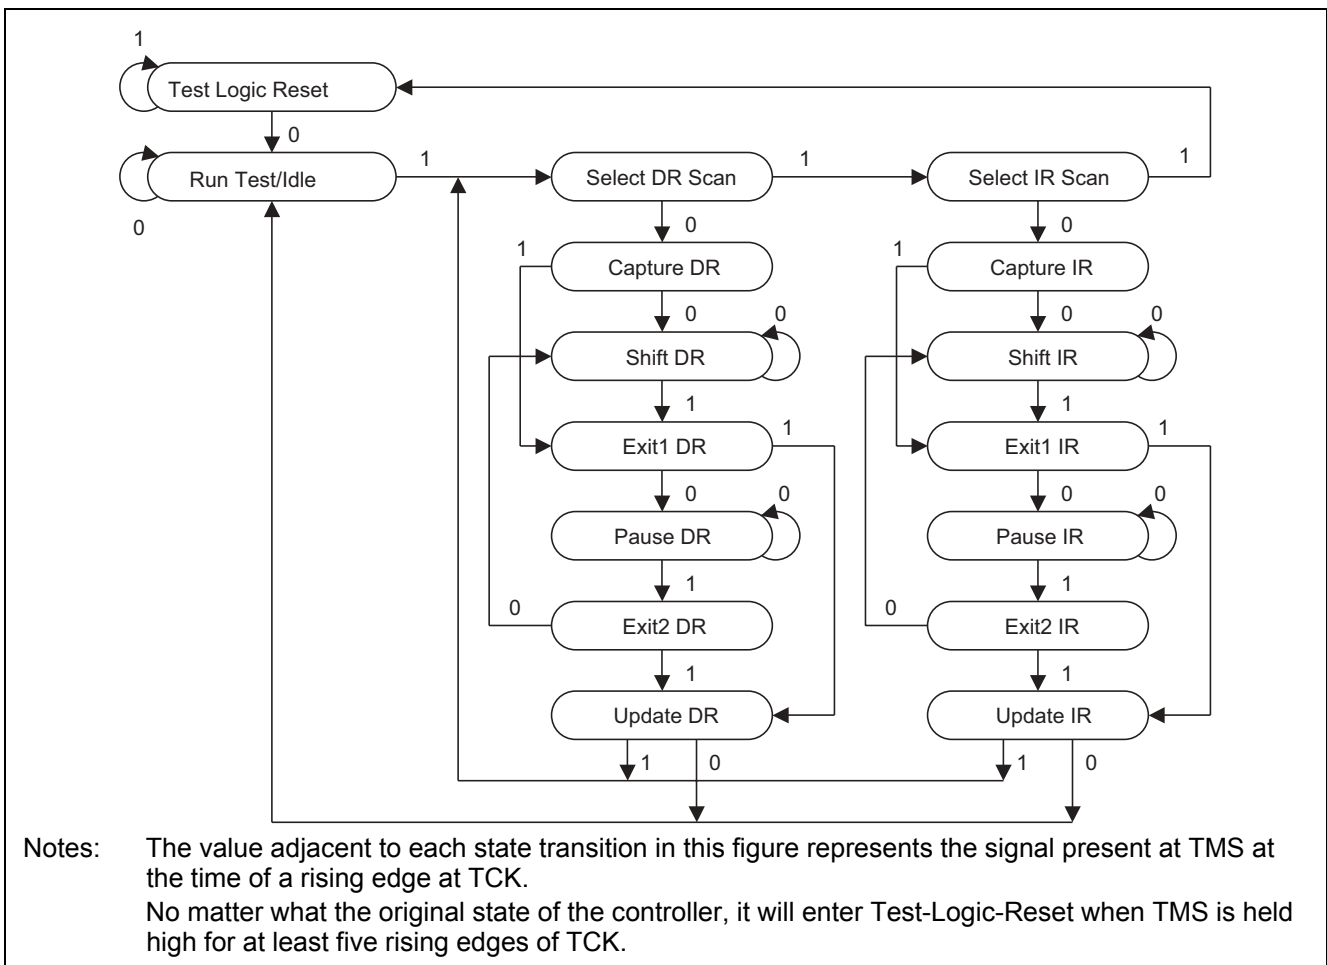 1
Test Logic Reset
0
Run Test/Idle
1
Select DR Scan
1
Select IR Scan
1
0
0
0
1
Capture DR
1
Capture IR
0
0
0
0
Shift DR
Shift IR
1
1
Exit1 DR
1
Exit1 IR
1
0
0
0
0
Pause DR
Pause IR
1
1
0
Exit2 DR
0
Exit2 IR
1
1
Update DR
Update IR
1
0
1
0
Notes: The value adjacent to each state transition in this figure represents the signal present at TMS at
the time of a rising edge at TCK.
No matter what the original state of the controller, it will enter Test-Logic-Reset when TMS is held
high for at least five rising edges of TCK.